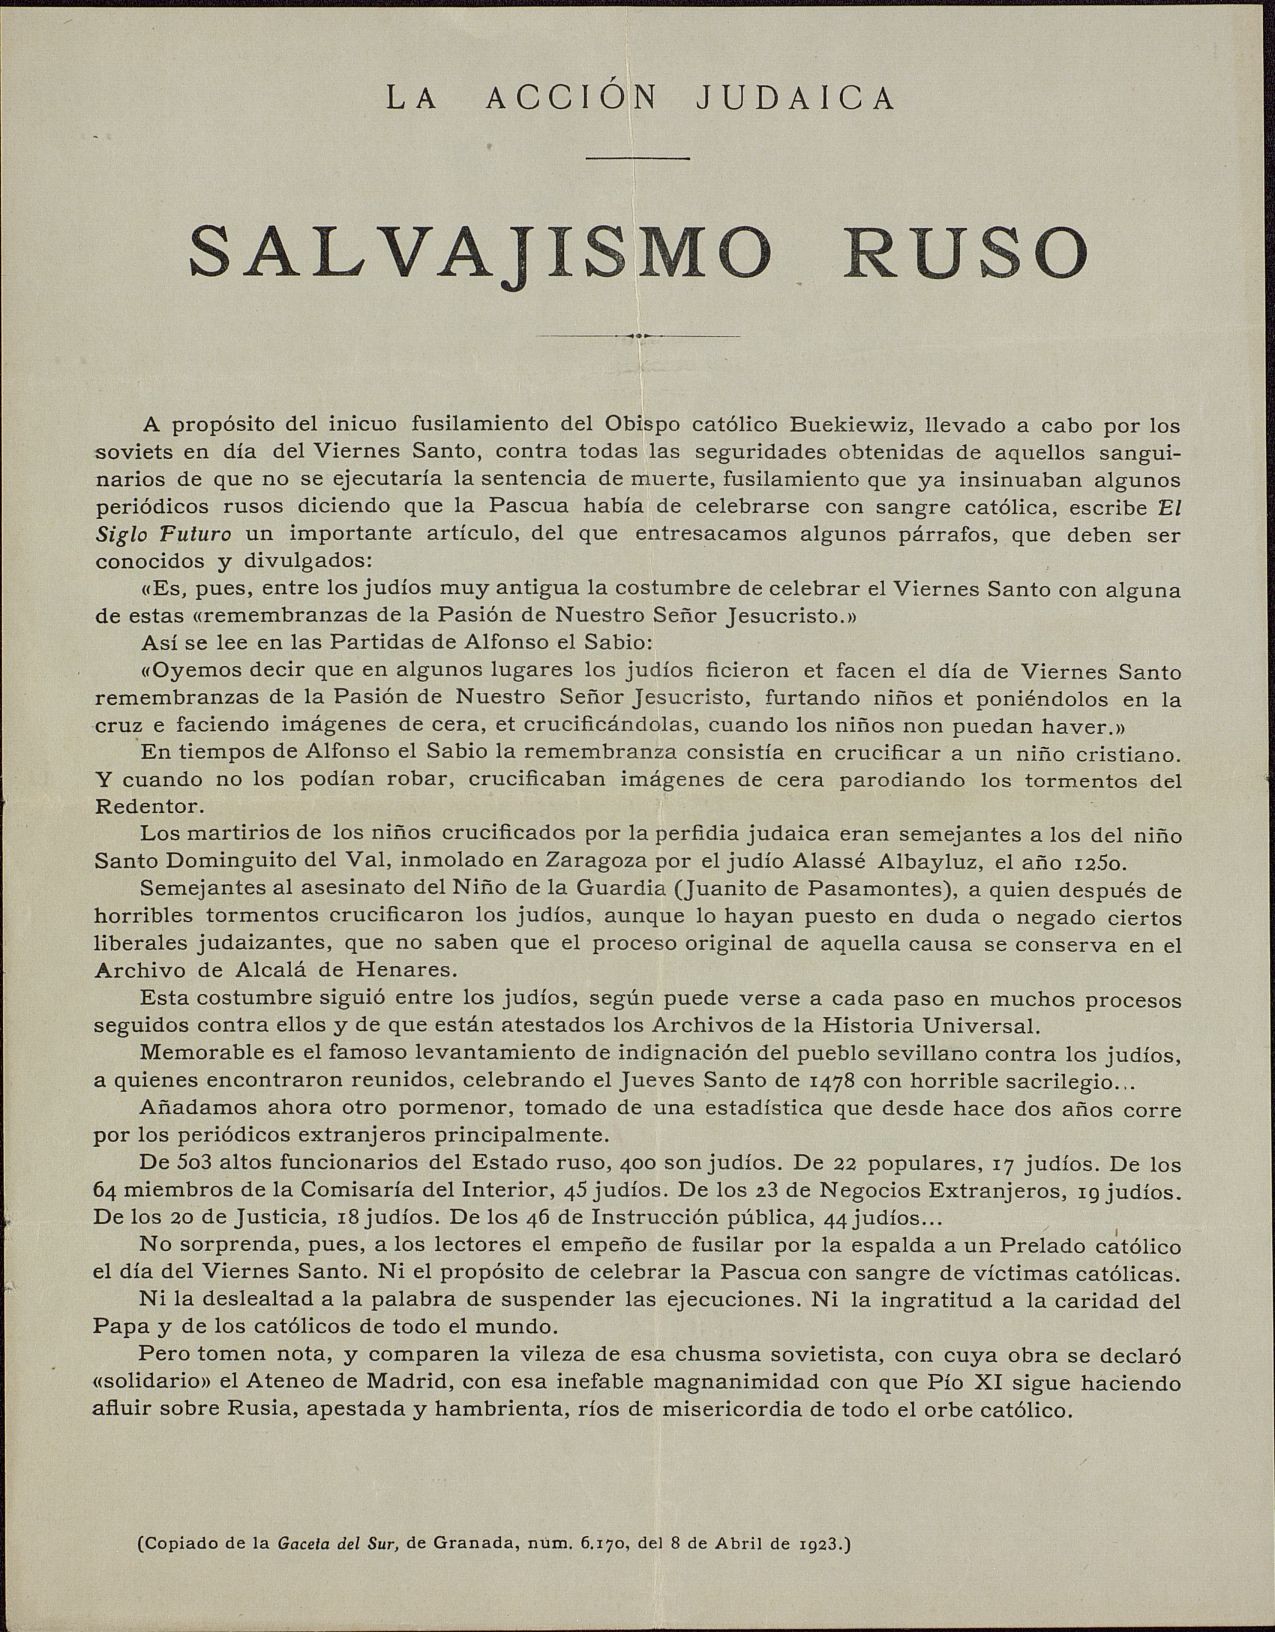 LA ACCIÓN JUDAICA
SALVAJISMO RUSO
A propósito del inicuo fusilamiento del Obispo católico Buekiewiz, llevado a cabo por los
soviets en día del Viernes Santo, contra todas las seguridades obtenidas de aquellos sangui-
narios de que no se ejecutaría la sentencia de muerte, fusilamiento que ya insinuaban algunos
periódicos rusos diciendo que la Pascua había de celebrarse con sangre católica, escribe El
Siglo Futuro un importante artículo, del que entresacamos algunos párrafos, que deben ser
conocidos y divulgados:
«Es, pues, entre los judíos muy antigua la costumbre de celebrar el Viernes Santo con alguna
de estas «remembranzas de la Pasión de Nuestro Señor Jesucristo.»
Así se lee en las Partidas de Alfonso el Sabio:
«Oyemos decir que en algunos lugares los judíos ficieron et facen el día de Viernes Santo
remembranzas de la Pasión de Nuestro Señor Jesucristo, furtando niños et poniéndolos en la
cruz e faciendo imágenes de cera, et crucificándolas, cuando los niños non puedan haver.»
En tiempos de Alfonso el Sabio la remembranza consistía en crucificar a un niño cristiano.
Y cuando no los podían robar, crucificaban imágenes de cera parodiando los tormentos del
Redentor.
Los martirios de los niños crucificados por la perfidia judaica eran semejantes a los del niño
Santo Dominguito del Val, inmolado en Zaragoza por el judío Alassé Albayluz, el año 1250.
Semejantes al asesinato del Niño de la Guardia (Juanito de Pasamontes), a quien después de
horribles tormentos crucificaron los judíos, aunque lo hayan puesto en duda o negado ciertos
liberales judaizantes, que no saben que el proceso original de aquella causa se conserva en el
Archivo de Alcalá de Henares.
Esta costumbre siguió entre los judíos, según puede verse a cada paso en muchos procesos
seguidos contra ellos y de que están atestados los Archivos de la Historia Universal.
Memorable es el famoso levantamiento de indignación del pueblo sevillano contra los judíos,
a quienes encontraron reunidos, celebrando el Jueves Santo de 1478 con horrible sacrilegio...
Añadamos ahora otro pormenor, tomado de una estadística que desde hace dos años corre
por los periódicos extranjeros principalmente.
De 503 altos funcionarios del Estado ruso, 400 son judíos. De 22 populares, 17 judíos. De los
64 miembros de la Comisaría del Interior, 45 judíos. De los 23 de Negocios Extranjeros, 19 judíos.
De los 20 de Justicia, 18 judíos. De los 46 de Instrucción pública, 44 judíos...
No sorprenda, pues, a los lectores el empeño de fusilar por la espalda a un Prelado católico
el día del Viernes Santo. Ni el propósito de celebrar la Pascua con sangre de víctimas católicas.
Ni la deslealtad a la palabra de suspender las ejecuciones. Ni la ingratitud a la caridad del
Papa y de los católicos de todo el mundo.
Pero tomen nota, y comparen la vileza de esa chusma sovietista, con cuya obra se declaró
«solidario» el Ateneo de Madrid, con esa inefable magnanimidad con que Pío XI sigue haciendo
afluir sobre Rusia, apestada y hambrienta, ríos de misericordia de todo el orbe católico.
(Copiado de la Gaceta del Sur, de Granada, núm. 6.170, del 8 de Abril de 1923.)